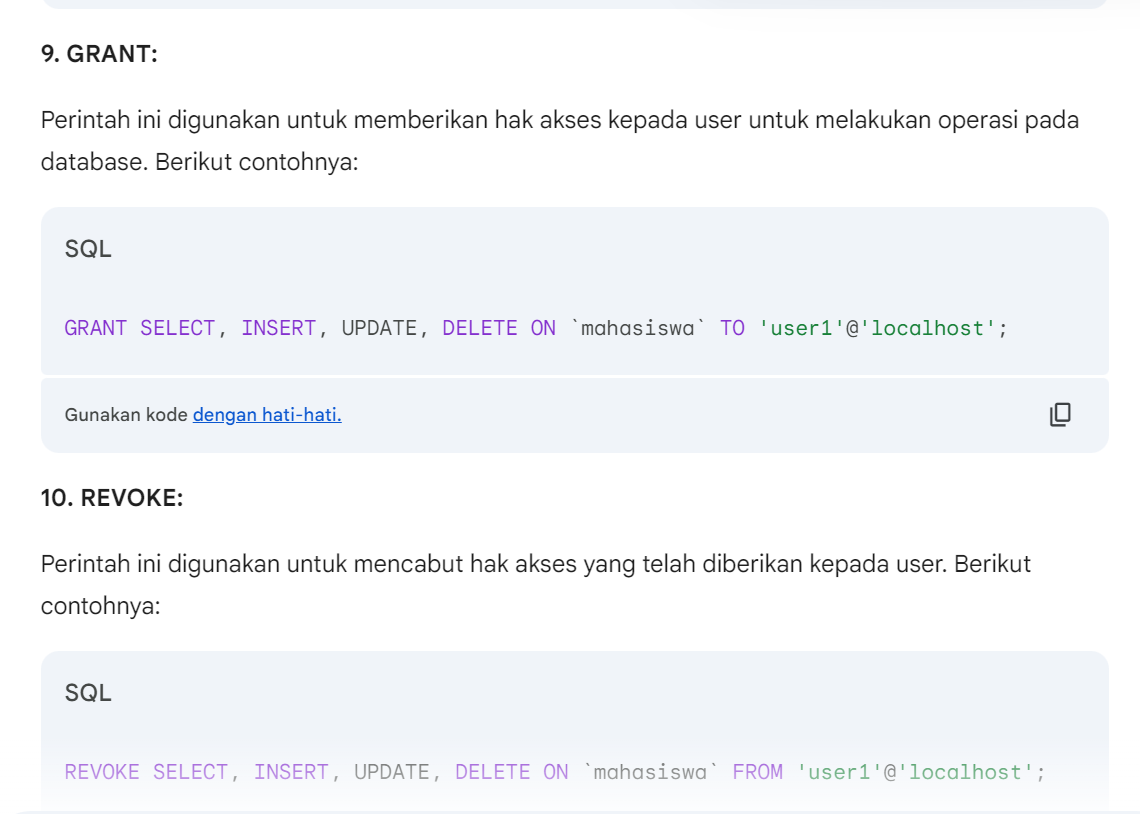 9. GRANT:
Perintah ini digunakan untuk memberikan hak akses kepada user untuk melakukan operasi pada
database. Berikut contohnya:
SQL
GRANT SELECT, INSERT, UPDATE, DELETE ON `mahasiswa` TO 'user1'@'localhost';
Gunakan kode dengan hati-hati.
10. REVOKE:
Perintah ini digunakan untuk mencabut hak akses yang telah diberikan kepada user. Berikut
contohnya:
SQL
REVOKE SELECT, INSERT, UPDATE, DELETE ON `mahasiswa` FROM 'user1'@'localhost';